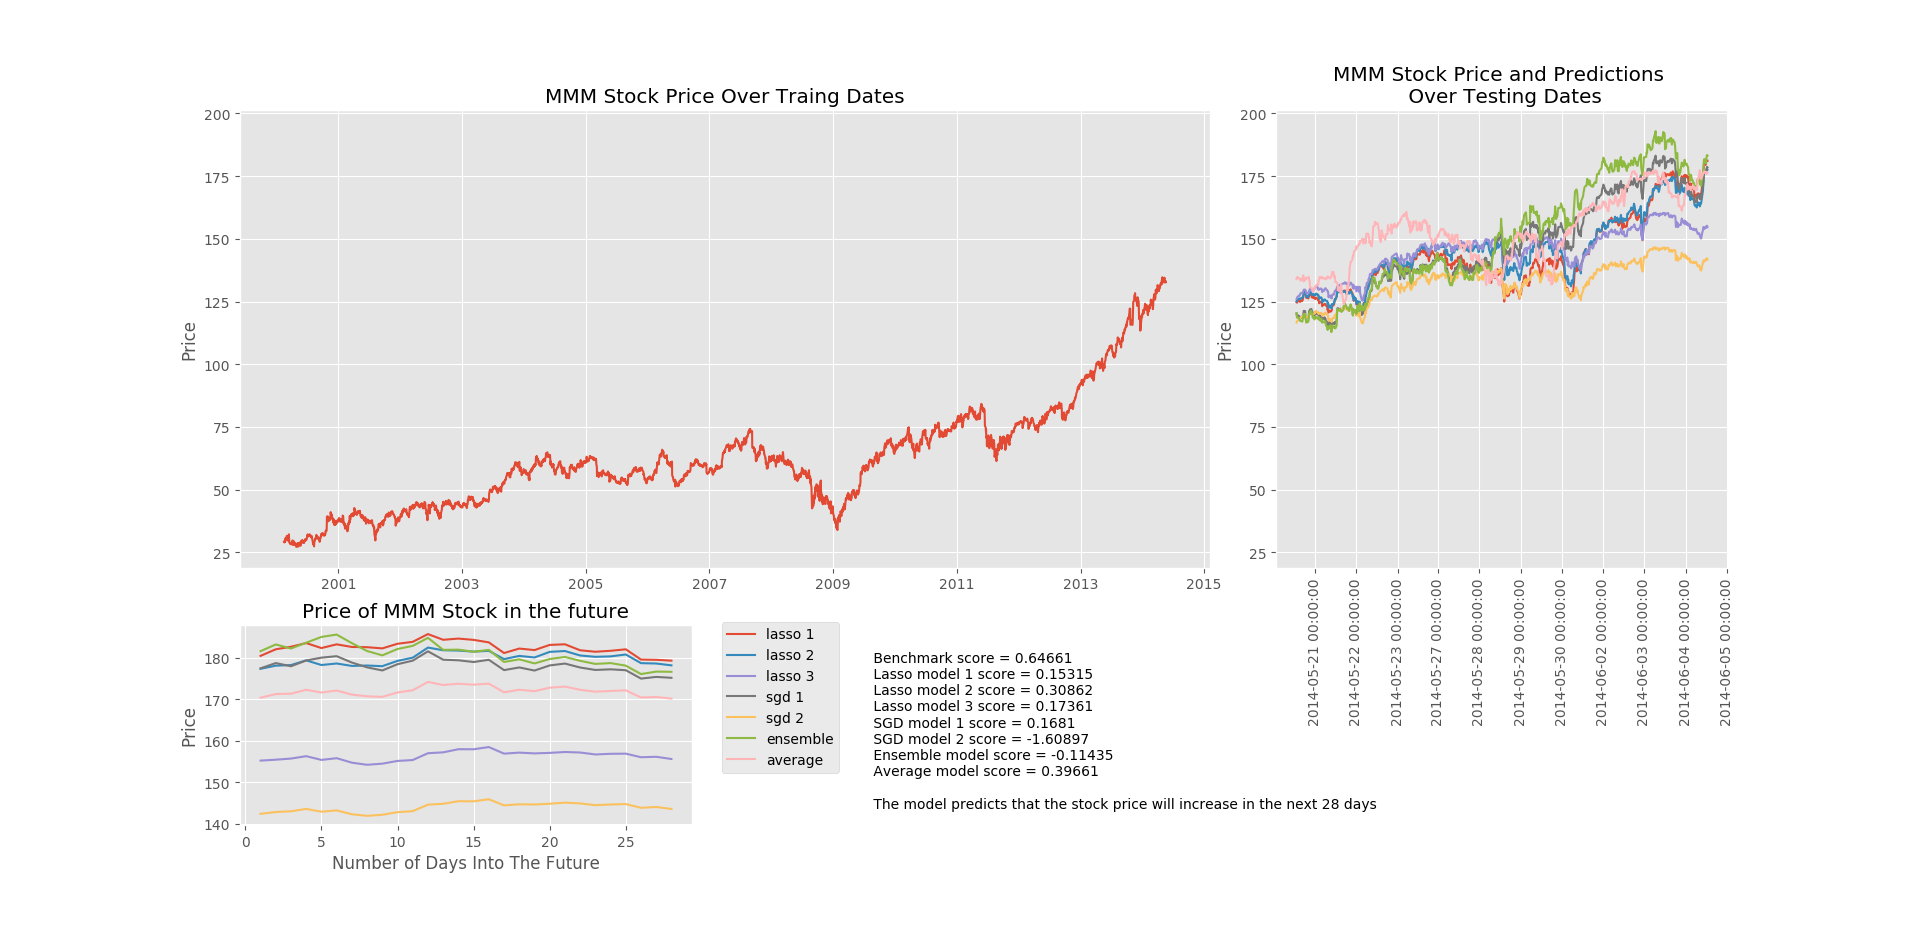 MMM Stock Price Over Traing Dates
Price
200
175
150
125
100
75
50
25
2001
2003
2005
2007
2009
2011
2013
2015
MMM Stock Price and Predictions
Over Testing Dates
Price
200
175
150
125
100
75
50
25
2014-05-21 00:00:00
2014-05-22 00:00:00
2014-05-23 00:00:00
2014-05-27 00:00:00
2014-05-28 00:00:00
2014-05-29 00:00:00
2014-05-30 00:00:00
2014-06-02 00:00:00
2014-06-03 00:00:00
2014-06-04 00:00:00
2014-06-05 00:00:00
Price of MMM Stock in the future
Price
180
170
160
150
140
0
5
10
15
20
25
Number of Days Into The Future
lasso 1
lasso 2
lasso 3
sgd 1
sgd 2
ensemble
average
Benchmark score = 0.64661
Lasso model 1 score = 0.15315
Lasso model 2 score = 0.30862
Lasso model 3 score = 0.17361
SGD model 1 score = 0.1681
SGD model 2 score = -1.60897
Ensemble model score = -0.11435
Average model score = 0.39661
The model predicts that the stock price will increase in the next 28 days